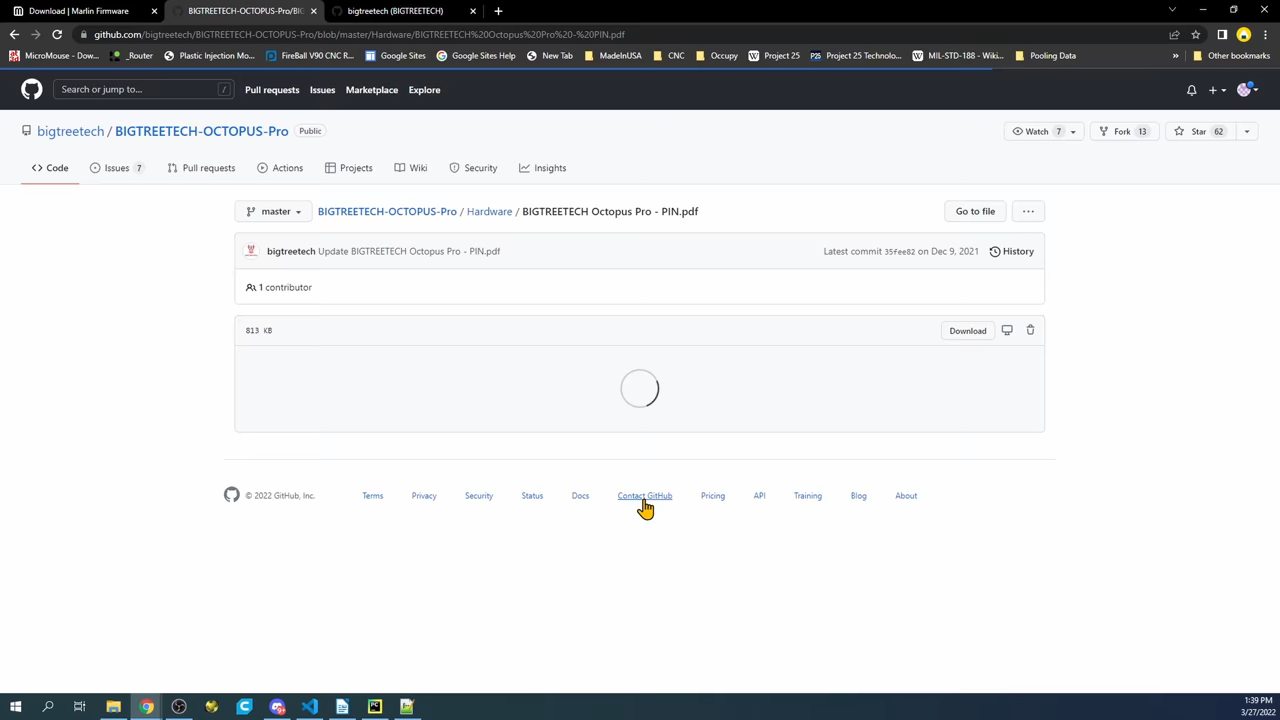 Download | Marlin Firmware
BIGTREETECH-OCTOPUS-Pro/BIG
bigtreetech (BIGTREETECH)
github.com/bigtreetech/BIGTREETECH-OCTOPUS-Pro/blob/master/Hardware/BIGTREETECH%20Octopus%20Pro%20-%20PIN.pdf
MicroMouse - Dow... _Router Plastic Injection Mo... FireBall V90 CNC R... Google Sites Google Sites Help New Tab MadeInUSA CNC Occupy Project 25 Project 25 Technolo... MIL-STD-188 - Wiki... Pooling Data » Other bookmarks
Search or jump to... / Pull requests Issues Marketplace Explore
bigtreetech / BIGTREETECH-OCTOPUS-Pro Public Watch 7 Fork 13 Star 62
Code Issues 7 Pull requests Actions Projects Wiki Security Insights
master BIGTREETECH-OCTOPUS-Pro / Hardware / BIGTREETECH Octopus Pro - PIN.pdf Go to file ...
bigtreetech Update BIGTREETECH Octopus Pro - PIN.pdf Latest commit 35fee82 on Dec 9, 2021 History
1 contributor
813 KB Download
© 2022 GitHub, Inc. Terms Privacy Security Status Docs Contact GitHub Pricing API Training Blog About
1:39 PM
3/27/2022